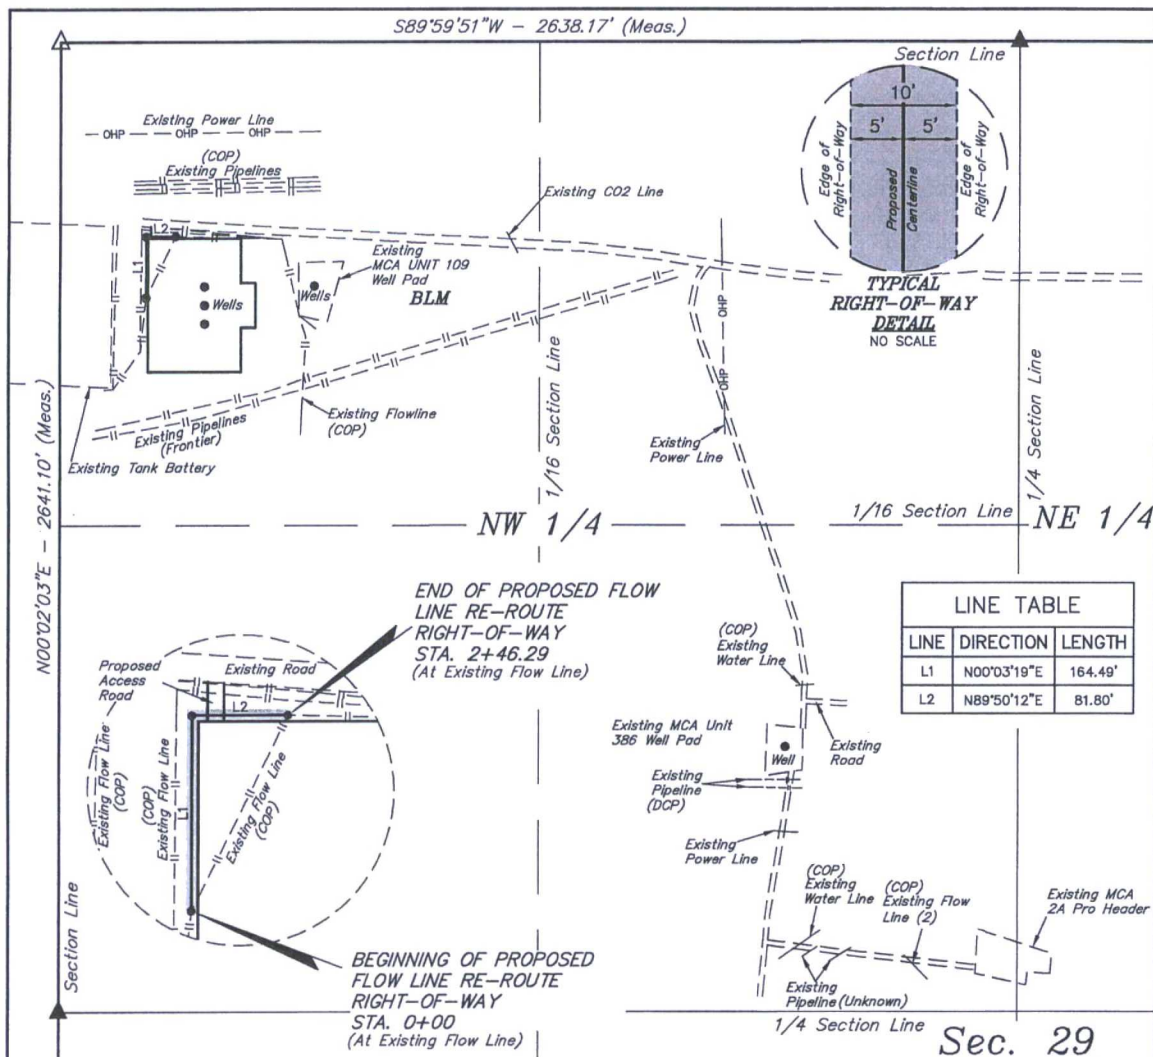 S89°59'51"W - 2638.17' (Meas.)
Section Line
10'
5' 5'
Edge of
Right-of-Way
Proposed
Centerline
Edge of
Right-of-Way
TYPICAL
RIGHT-OF-WAY
DETAIL
NO SCALE
Existing Power Line
OHP OHP OHP
(COP)
Existing Pipelines
Existing CO2 Line
L2
L1
Wells
Existing
MCA UNIT 109
Well Pad
Wells
BLM
OHP
OHP
Existing Flowline
(COP)
Existing Pipelines
(Frontier)
Existing Tank Battery
Existing
Power Line
1/16 Section Line
1/4 Section Line
N00°02'03"E - 2641.10' (Meas.)
NW 1/4
1/16 Section Line
NE 1/4
END OF PROPOSED FLOW
LINE RE-ROUTE
RIGHT-OF-WAY
STA. 2+46.29
(At Existing Flow Line)
LINE TABLE
LINE DIRECTION LENGTH
L1 N00°03'19"E 164.49'
L2 N89°50'12"E 81.80'
Proposed
Access
Road
Existing Road
L2
Existing Flow Line
(COP)
(COP)
Existing Flow Line
L1
Existing Flow Line
(COP)
(COP)
Existing
Water Line
Existing MCA Unit
386 Well Pad
Well
Existing
Road
Existing
Pipeline
(DCP)
Existing
Power Line
(COP)
Existing
Water Line
(COP)
Existing Flow
Line (2)
Existing MCA
2A Pro Header
Existing
Pipeline (Unknown)
Section Line
BEGINNING OF PROPOSED
FLOW LINE RE-ROUTE
RIGHT-OF-WAY
STA. 0+00
(At Existing Flow Line)
1/4 Section Line
Sec. 29